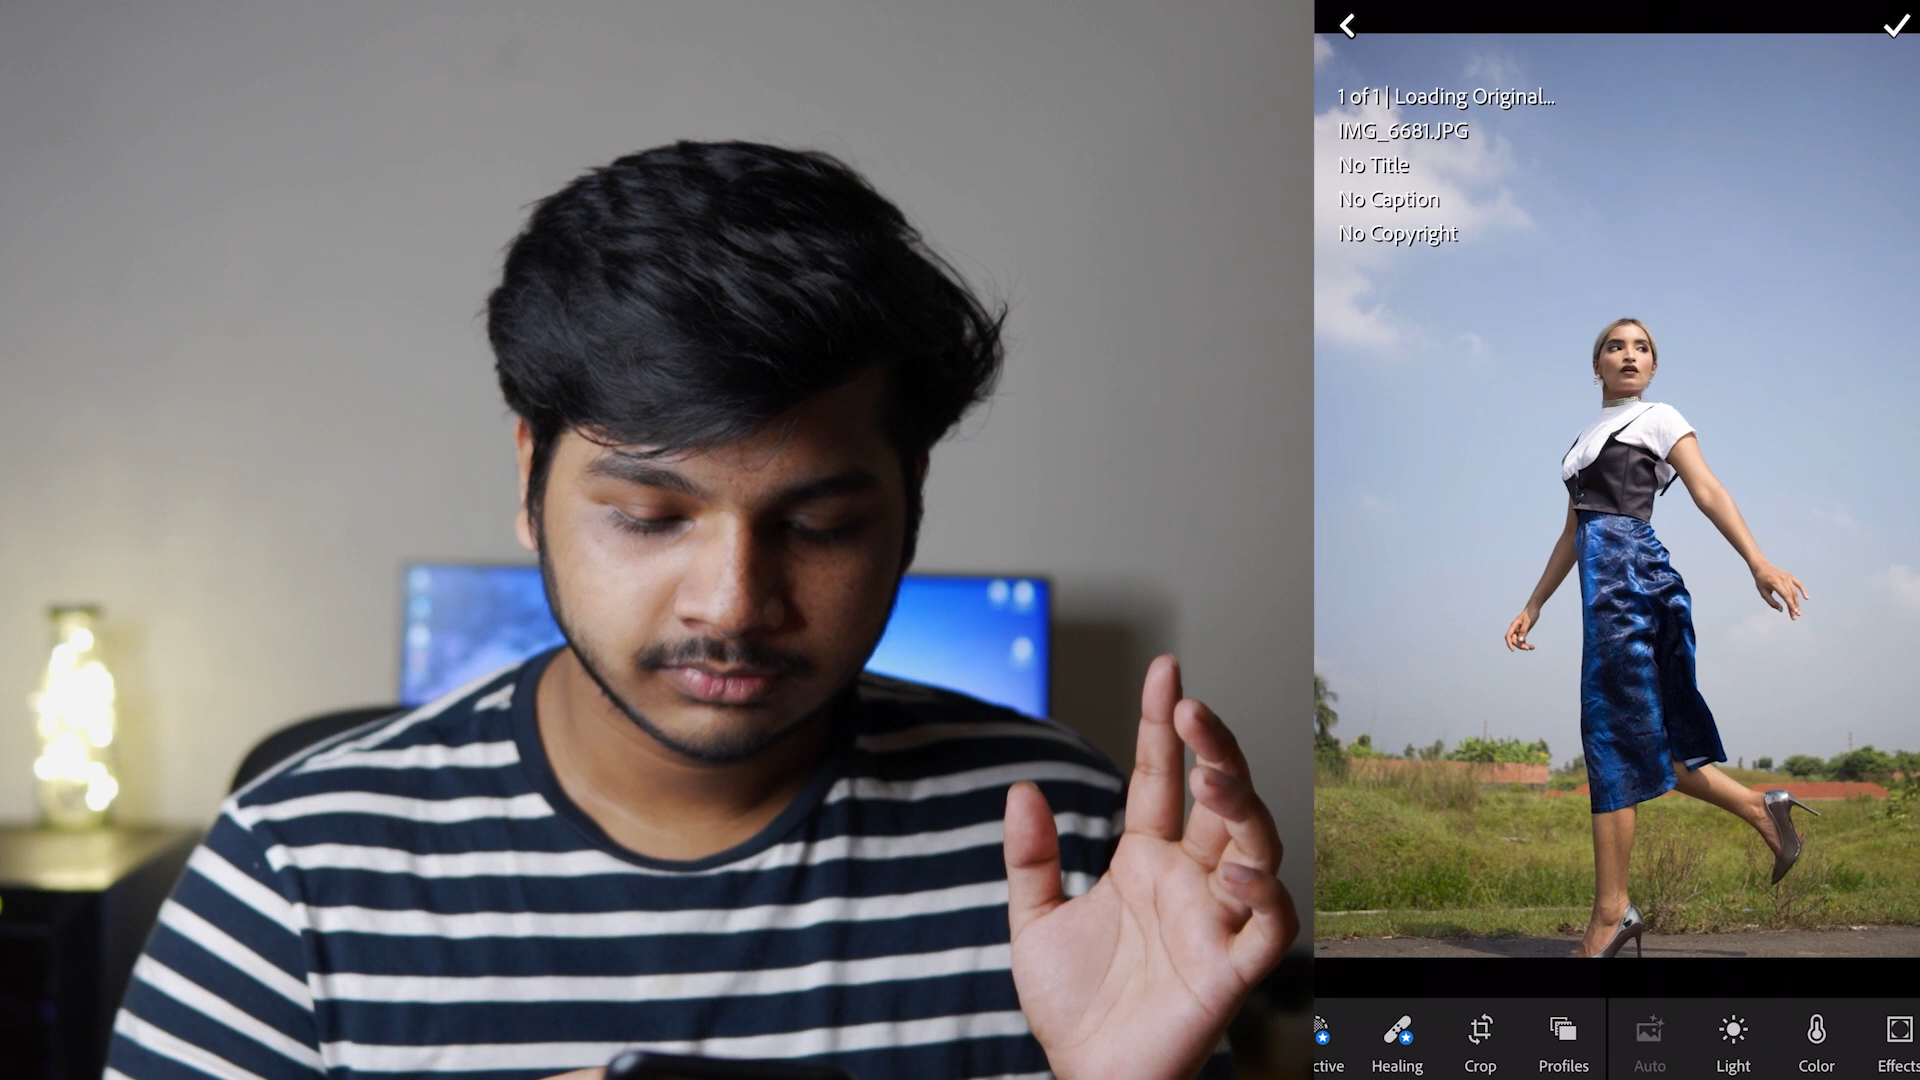 1 of 1 | Loading Original...
IMG_6681.JPG
No Title
No Caption
No Copyright
ctive Healing Crop Profiles Auto Light Color Effects